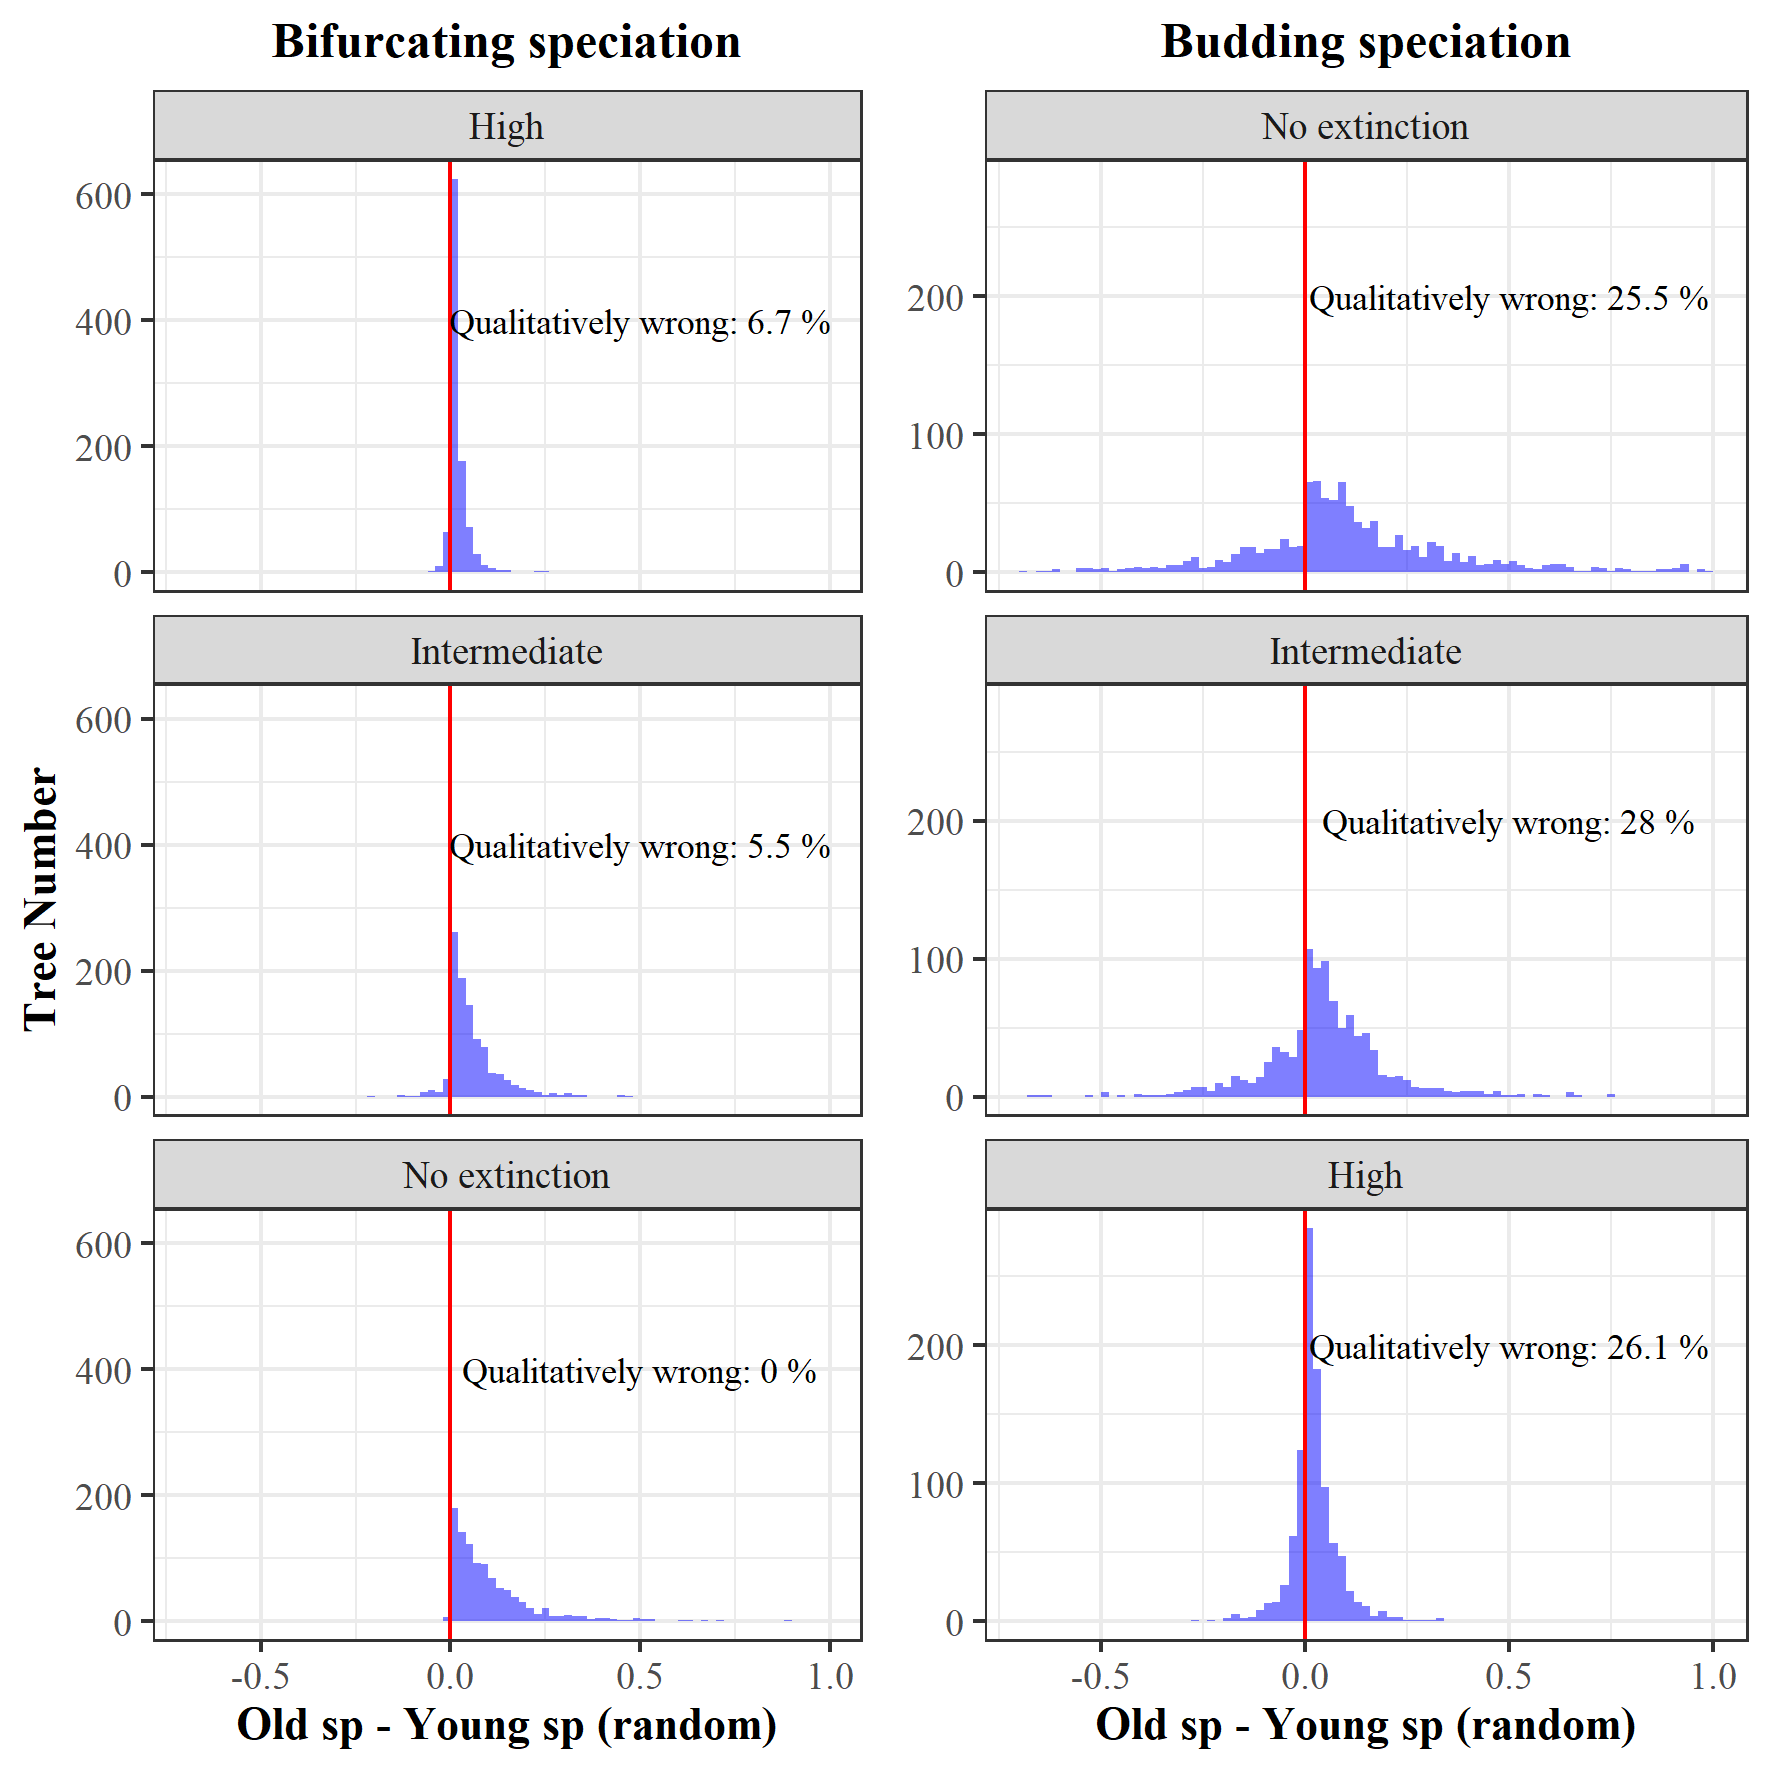 Bifurcating speciation
High
600
400
200
0
Qualitatively wrong: 6.7 %
Intermediate
600
400
200
0
Qualitatively wrong: 5.5 %
No extinction
600
400
200
0
Qualitatively wrong: 0 %
-0.5 0.0 0.5 1.0
Old sp - Young sp (random)
Tree Number
Budding speciation
No extinction
200
100
0
Qualitatively wrong: 25.5 %
Intermediate
200
100
0
Qualitatively wrong: 28 %
High
200
100
0
Qualitatively wrong: 26.1 %
-0.5 0.0 0.5 1.0
Old sp - Young sp (random)